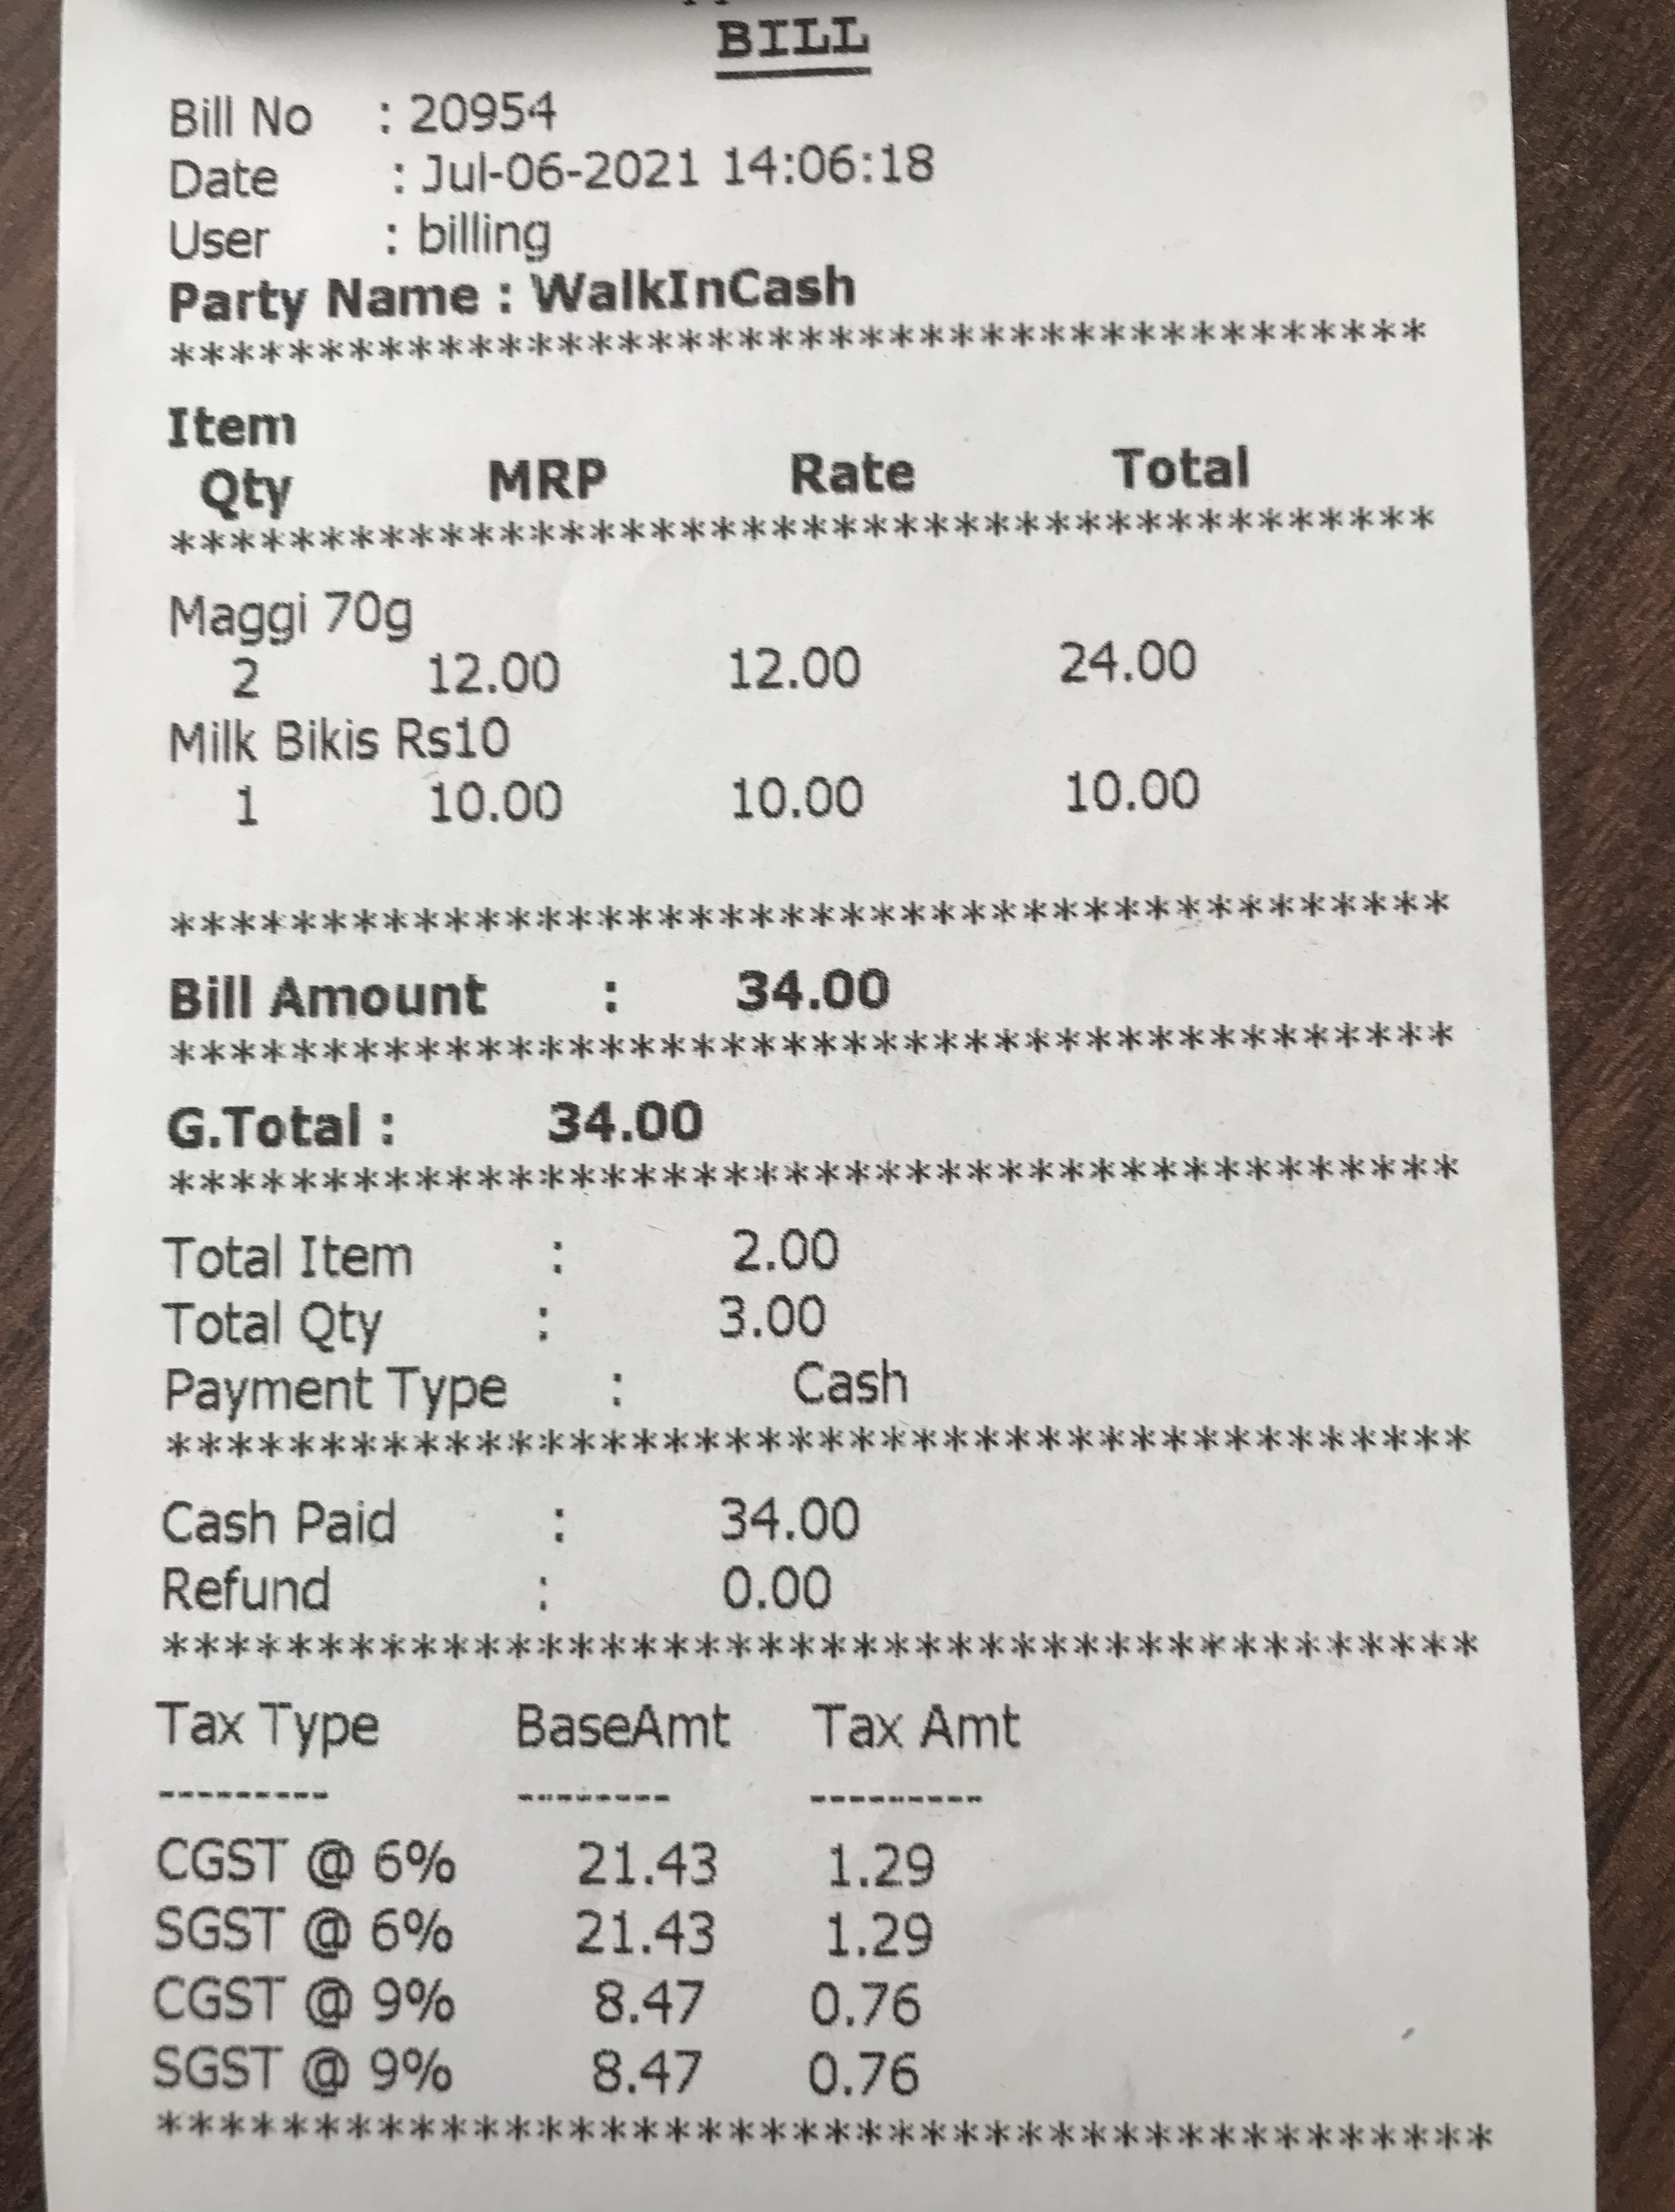 BILL
Bill No : 20954
Date : Jul-06-2021 14:06:18
User : billing
Party Name : WalkInCash
******************************************
Item
Qty MRP Rate Total
******************************************
Maggi 70g
2 12.00 12.00 24.00
Milk Bikis Rs10
1 10.00 10.00 10.00
******************************************
Bill Amount : 34.00
******************************************
G.Total : 34.00
******************************************
Total Item : 2.00
Total Qty : 3.00
Payment Type : Cash
******************************************
Cash Paid : 34.00
Refund : 0.00
******************************************
Tax Type BaseAmt Tax Amt
--------- -------- ---------
CGST @ 6% 21.43 1.29
SGST @ 6% 21.43 1.29
CGST @ 9% 8.47 0.76
SGST @ 9% 8.47 0.76
******************************************